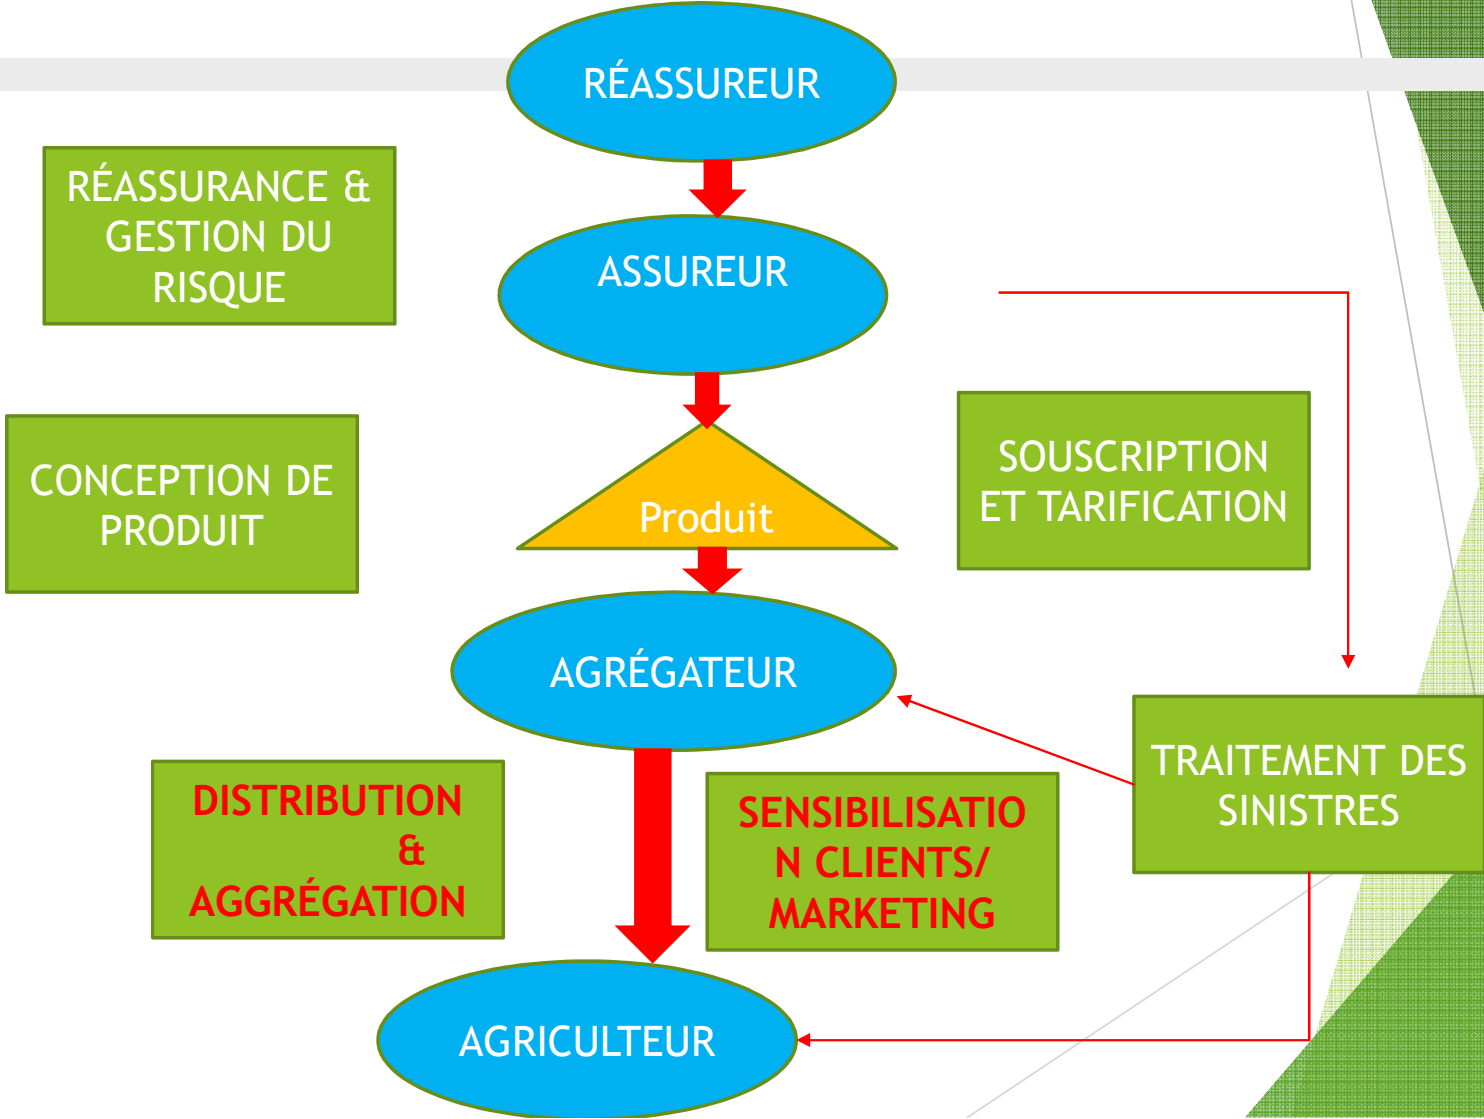 RÉASSUREUR
RÉASSURANCE &
GESTION DU
RISQUE
ASSUREUR
CONCEPTION DE
PRODUIT
Produit
SOUSCRIPTION
ET TARIFICATION
AGRÉGATEUR
DISTRIBUTION
&
AGGRÉGATION
SENSIBILISATIO
N CLIENTS/
MARKETING
TRAITEMENT DES
SINISTRES
AGRICULTEUR